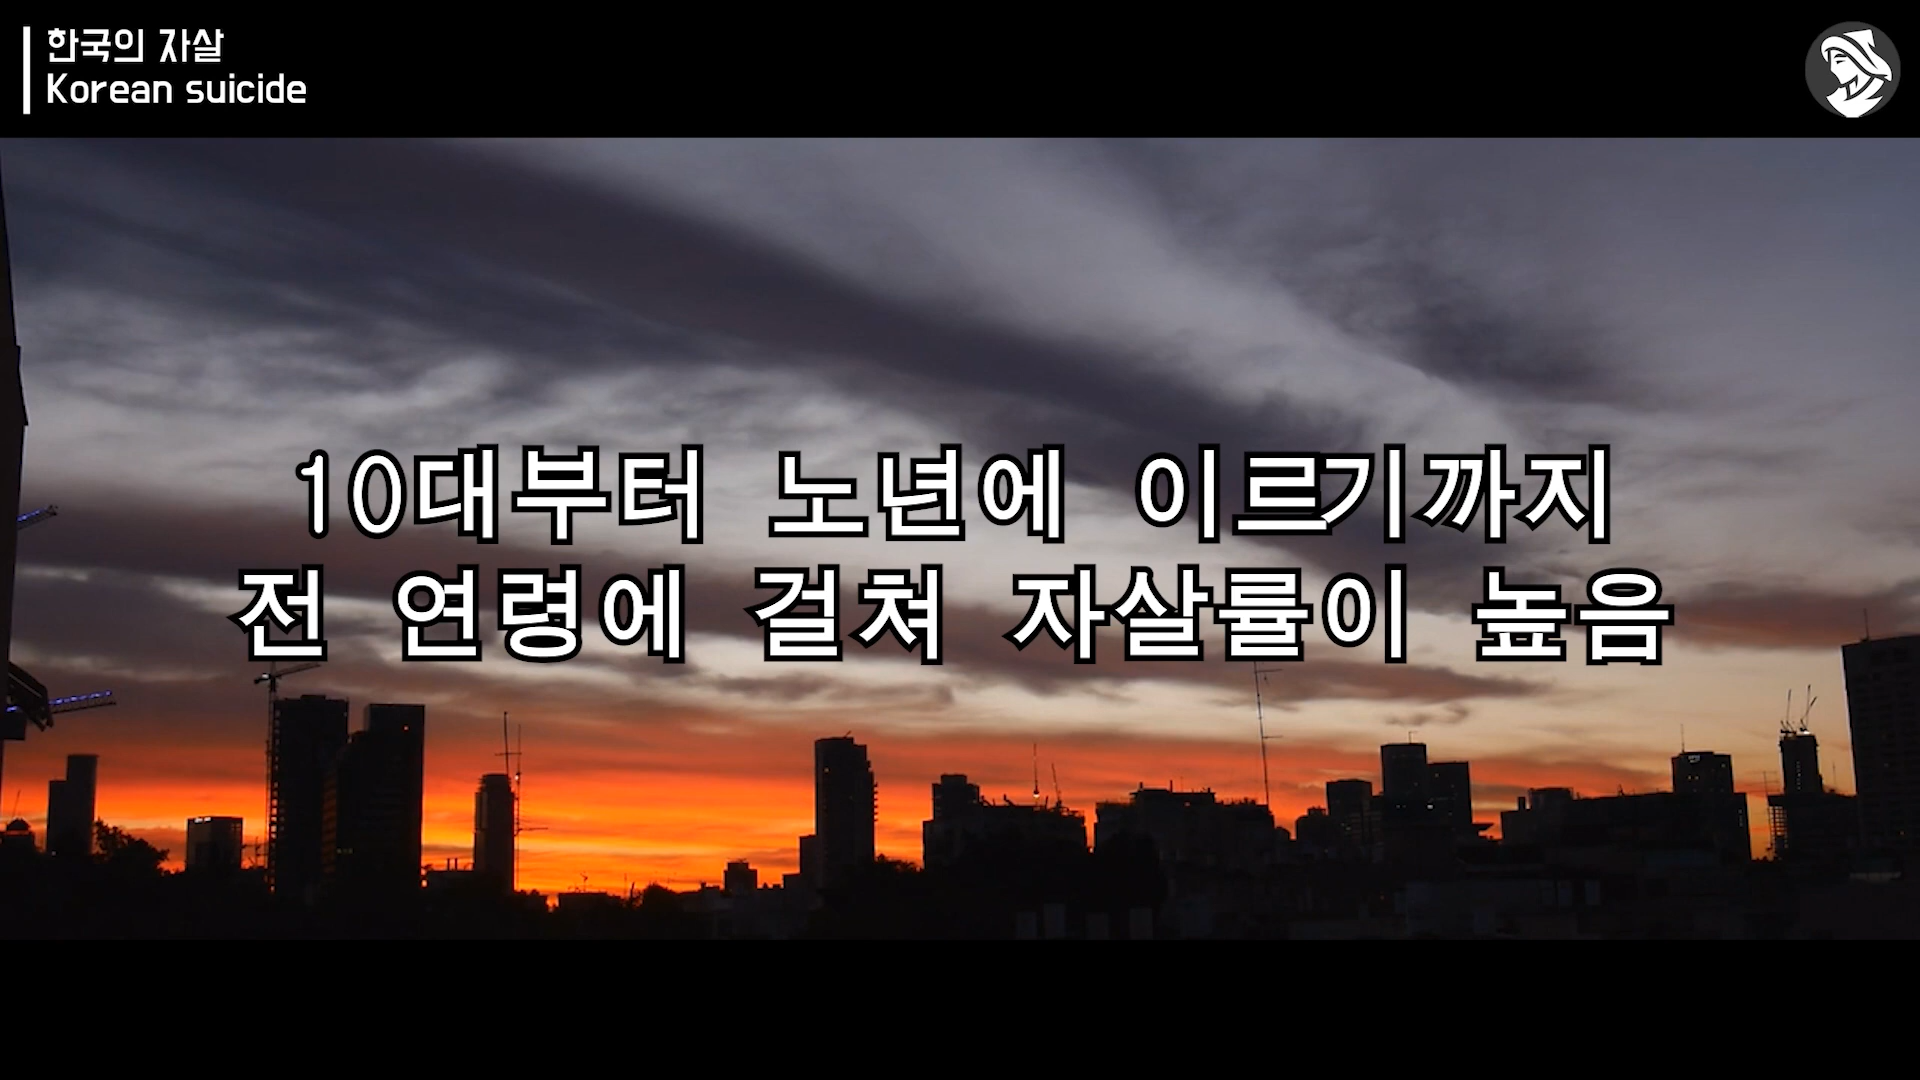 한국의 자살
Korean suicide
10대부터 노년에 이르기까지
전 연령에 걸쳐 자살률이 높음